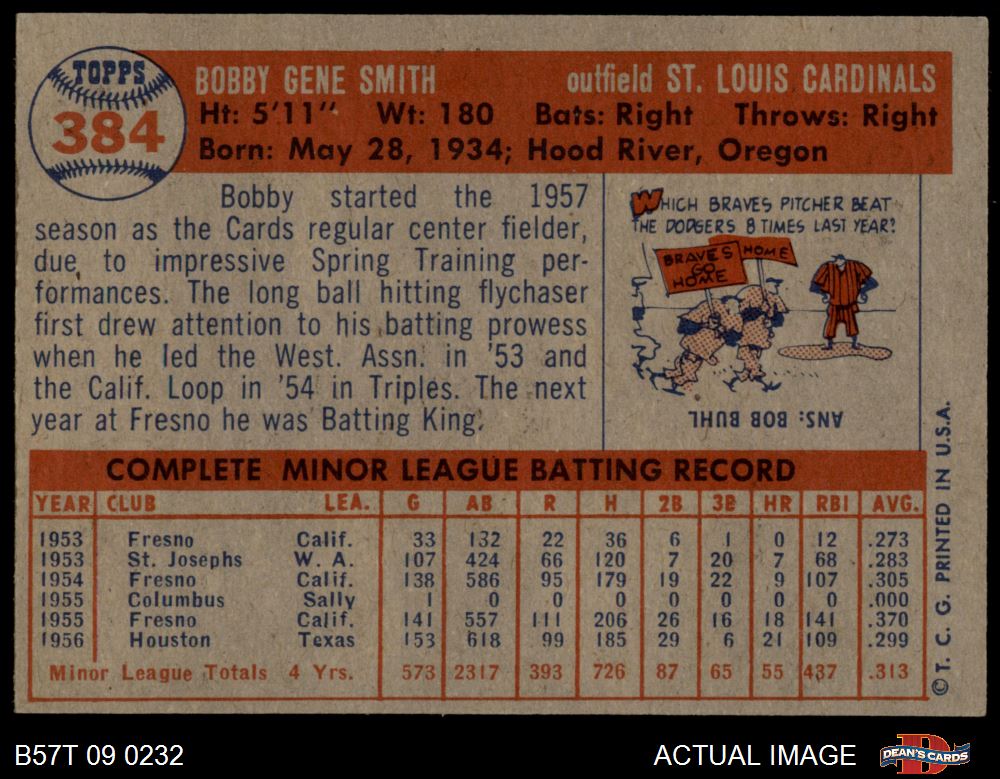 TOPPS
384
BOBBY GENE SMITH outfield ST. LOUIS CARDINALS
Ht: 5'11" Wt: 180 Bats: Right Throws: Right
Born: May 28, 1934; Hood River, Oregon
Bobby started the 1957
season as the Cards regular center fielder,
due to impressive Spring Training per-
formances. The long ball hitting flychaser
first drew attention to his batting prowess
when he led the West. Assn. in '53 and
the Calif. Loop in '54 in Triples. The next
year at Fresno he was Batting King.
WHICH BRAVES PITCHER BEAT
THE DODGERS 8 TIMES LAST YEAR?
BRAVES
GO
HOME
HOME
ANS: BOB BUHL
COMPLETE MINOR LEAGUE BATTING RECORD
YEAR CLUB LEA. G AB R H 2B 3B HR RBI AVG.
1953 Fresno Calif. 33 132 22 36 6 1 0 12 .273
1953 St. Josephs W. A. 107 424 66 120 7 20 7 68 .283
1954 Fresno Calif. 138 586 95 179 19 22 9 107 .305
1955 Columbus Sally 1 0 0 0 0 0 0 0 .000
1955 Fresno Calif. 141 557 111 206 26 16 18 141 .370
1956 Houston Texas 153 618 99 185 29 6 21 109 .299
Minor League Totals 4 Yrs. 573 2317 393 726 87 65 55 437 .313
© T. C. G. PRINTED IN U.S.A.
B57T 09 0232 ACTUAL IMAGE DEAN'S CARDS